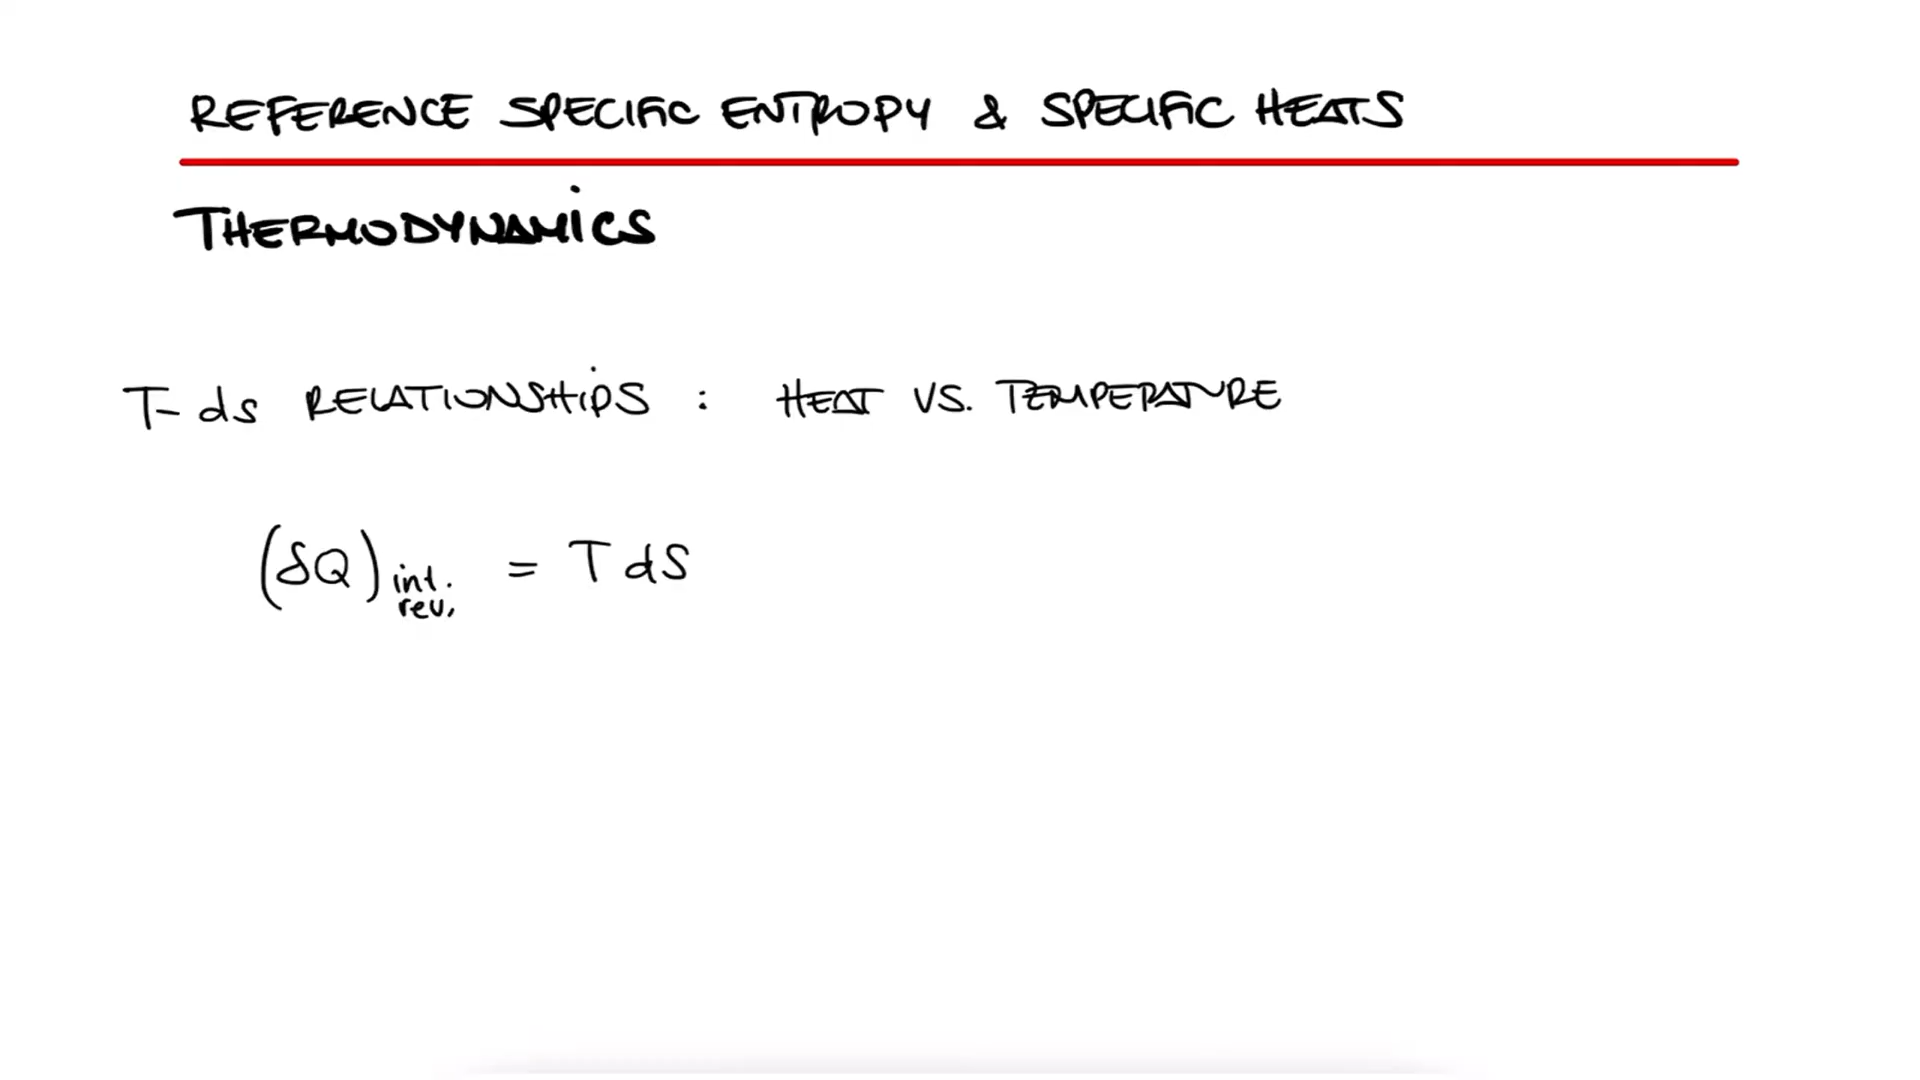 REFERENCE SPECIFIC ENTROPY & SPECIFIC HEATS
THERMODYNAMICS
T-ds RELATIONSHIPS : HEAT VS. TEMPERATURE
(δQ)int. rev. = T dS